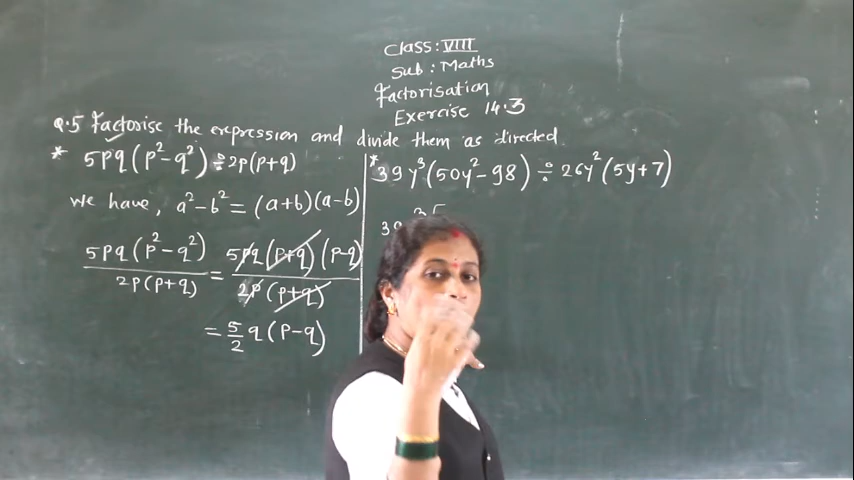 Class: VIII
Sub: Maths
Factorisation
Exercise 14.3
Q.5 Factorise the expression and divide them as directed.
* 5pq(p²-q²) ÷ 2p(p+q)
we have, a²-b² = (a+b)(a-b)
5pq(p²-q²) / 2p(p+q) = 5pq(p+q)(p-q) / 2p(p+q)
= 5/2 q(p-q)
* 39y³(50y²-98) ÷ 26y²(5y+7)
39